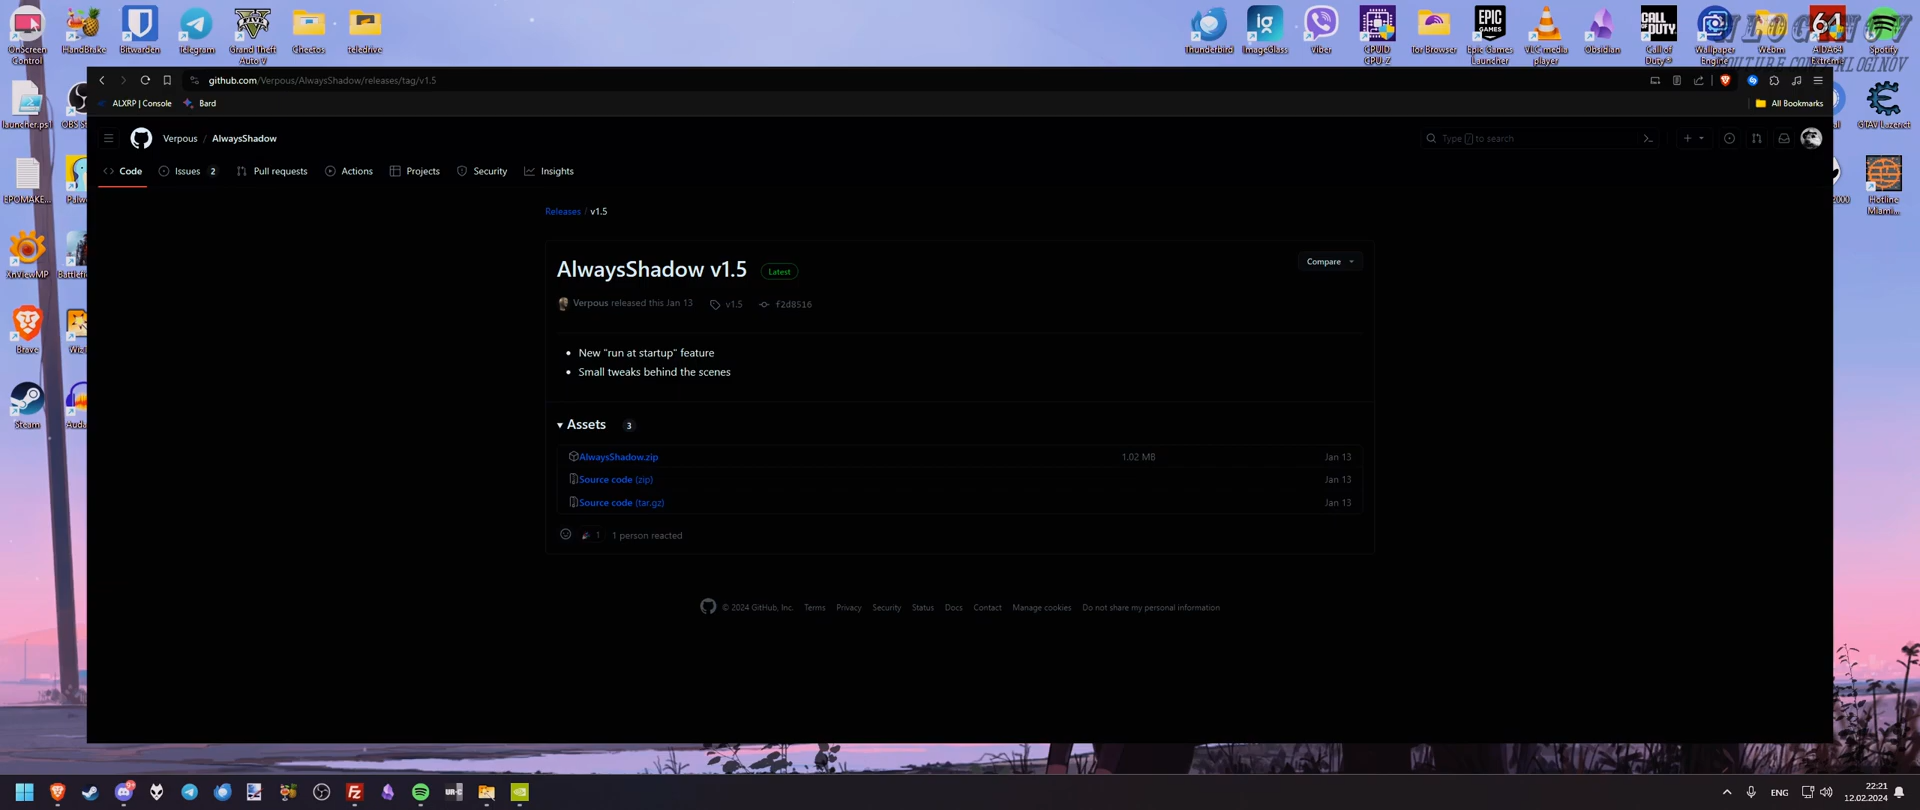 OnScreen Control
HandBrake
Bitwarden
Telegram
Grand Theft Auto V
Cheetos
teledrive
Thunderbird
ImageGlass
Viber
CPUID CPU-Z
Tor Browser
Epic Games Launcher
VLC media player
Obsidian
Call of Duty®
Wallpaper Engine
Webm
AIDA64 Extreme
Spotify
github.com/Verpous/AlwaysShadow/releases/tag/v1.5
ALXRP | Console
Bard
All Bookmarks
launcher.ps1
OBS S
GTAV Lazenet
Verpous / AlwaysShadow
Type / to search
Code
Issues 2
Pull requests
Actions
Projects
Security
Insights
EPOMAKE...
Palw
Hotline Miami...
Releases / v1.5
AlwaysShadow v1.5
Latest
Compare
XnViewMP
Battlefi
Verpous released this Jan 13
v1.5
f2d8516
Brave
Wiz
• New "run at startup" feature
• Small tweaks behind the scenes
Steam
Auda
Assets 3
AlwaysShadow.zip
1.02 MB
Jan 13
Source code (zip)
Jan 13
Source code (tar.gz)
Jan 13
1
1 person reacted
© 2024 GitHub, Inc.
Terms
Privacy
Security
Status
Docs
Contact
Manage cookies
Do not share my personal information
ENG
22:21
12.02.2024